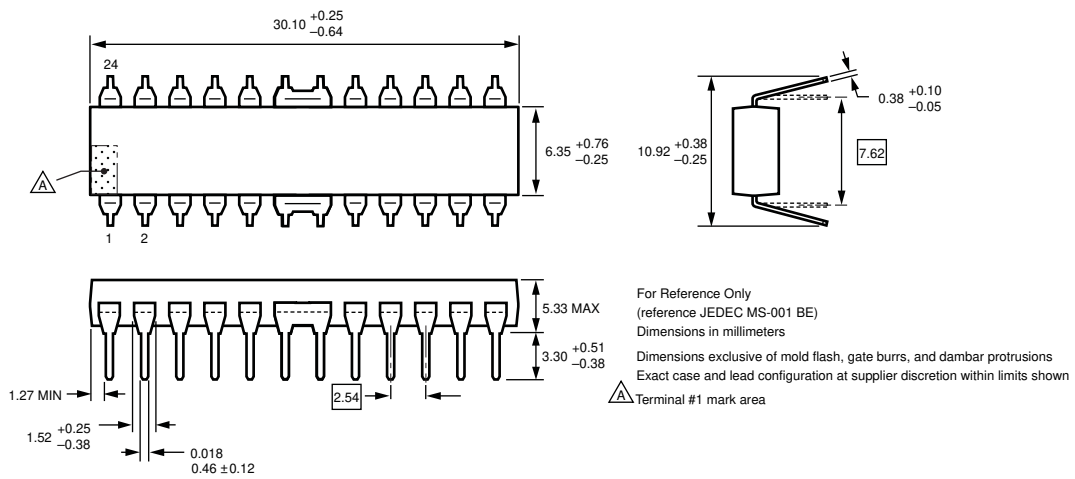 30.10 +0.25 –0.64
24
6.35 +0.76 –0.25
A
1 2
10.92 +0.38 –0.25
7.62
0.38 +0.10 –0.05
5.33 MAX
3.30 +0.51 –0.38
1.27 MIN
2.54
1.52 +0.25 –0.38
0.018
0.46 ±0.12
For Reference Only
(reference JEDEC MS-001 BE)
Dimensions in millimeters
Dimensions exclusive of mold flash, gate burrs, and dambar protrusions
Exact case and lead configuration at supplier discretion within limits shown
A Terminal #1 mark area